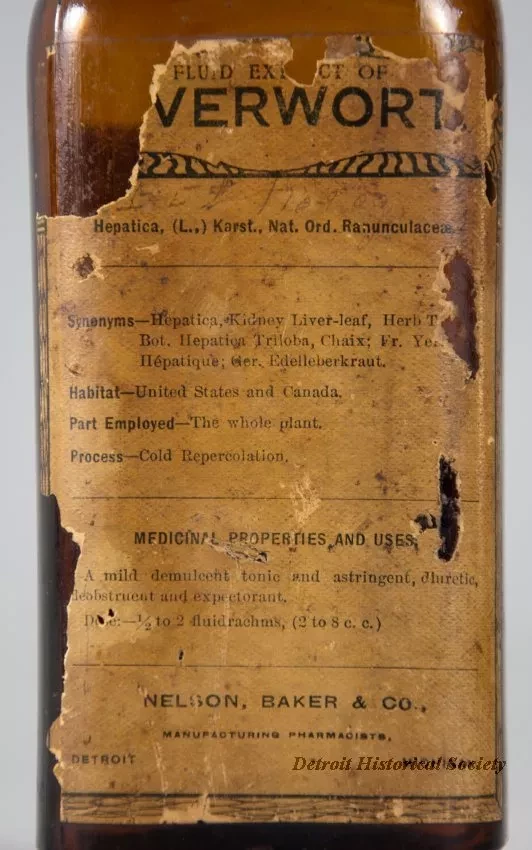 FLUID EXT CT OF
VERWORT
Hepatica, (L.,) Karst., Nat. Ord. Ranunculaceæ.
Synonyms—Hepatica, Kidney Liver-leaf, Herb T
Bot. Hepatica Triloba, Chaix; Fr.
Hépatique; Ger. Edelleberkraut.
Habitat—United States and Canada.
Part Employed—The whole plant.
Process—Cold Repercolation.
MEDICINAL PROPERTIES AND USES.
A mild demulcent tonic and astringent, diuretic,
deobstruent and expectorant.
Dose:—½ to 2 fluidrachms, (2 to 8 c. c.)
NELSON, BAKER & CO.,
MANUFACTURING PHARMACISTS,
DETROIT
Detroit Historical Society